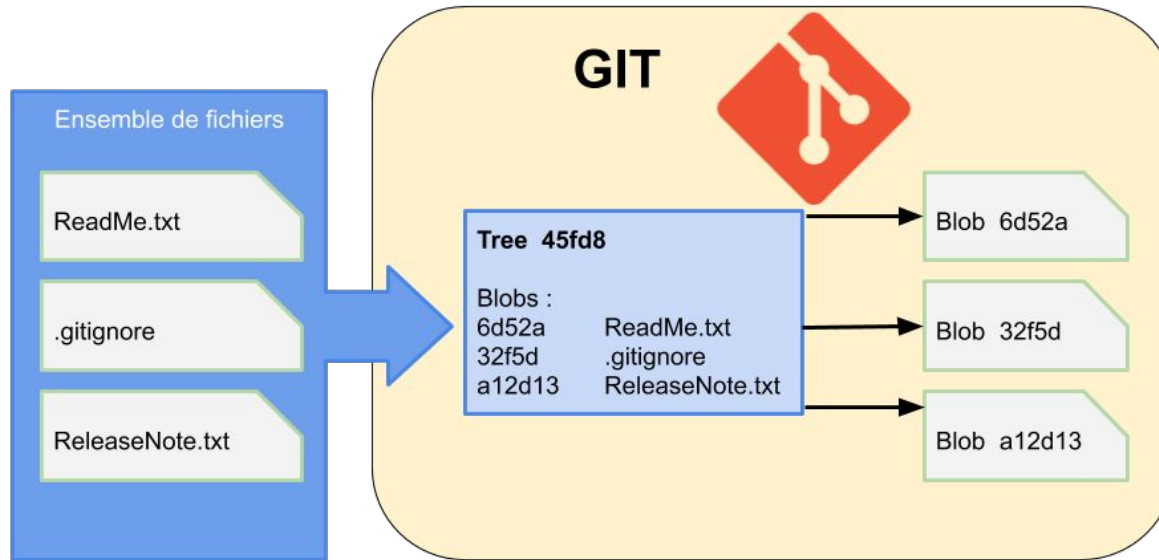 GIT
Ensemble de fichiers
ReadMe.txt
.gitignore
ReleaseNote.txt
Tree 45fd8
Blobs :
6d52a ReadMe.txt
32f5d .gitignore
a12d13 ReleaseNote.txt
Blob 6d52a
Blob 32f5d
Blob a12d13